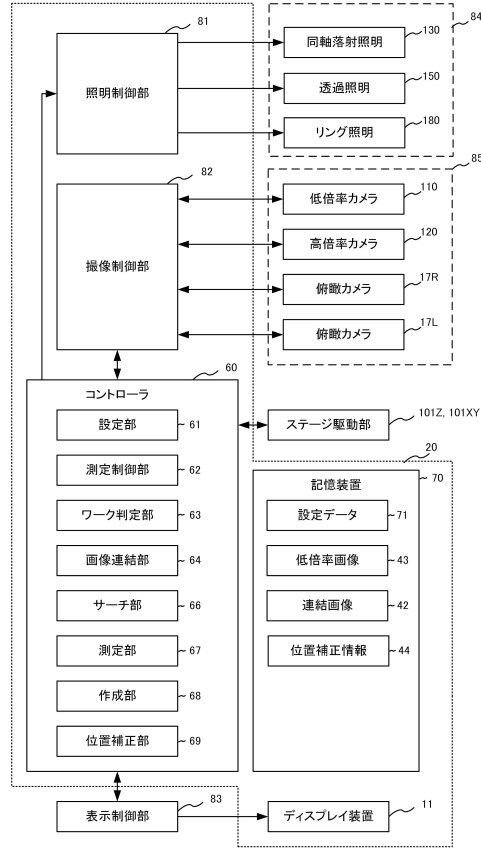 81
84
照明制御部
同軸落射照明
130
透過照明
150
リング照明
180
82
85
撮像制御部
低倍率カメラ
110
高倍率カメラ
120
俯瞰カメラ
17R
俯瞰カメラ
17L
60
コントローラ
設定部
61
測定制御部
62
ワーク判定部
63
画像連結部
64
サーチ部
66
測定部
67
作成部
68
位置補正部
69
ステージ駆動部
101Z, 101XY
20
記憶装置
70
設定データ
71
低倍率画像
43
連結画像
42
位置補正情報
44
表示制御部
83
ディスプレイ装置
11